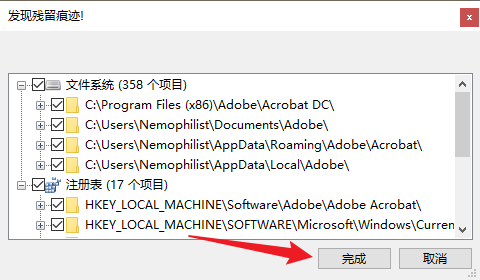 发现残留痕迹!
x
文件系统 (358 个项目)
C:\Program Files (x86)\Adobe\Acrobat DC\
C:\Users\Nemophilist\Documents\Adobe\
C:\Users\Nemophilist\AppData\Roaming\Adobe\Acrobat\
C:\Users\Nemophilist\AppData\Local\Adobe\
注册表 (17 个项目)
HKEY_LOCAL_MACHINE\Software\Adobe\Adobe Acrobat\
HKEY_LOCAL_MACHINE\SOFTWARE\Microsoft\Windows\Curren
完成 取消